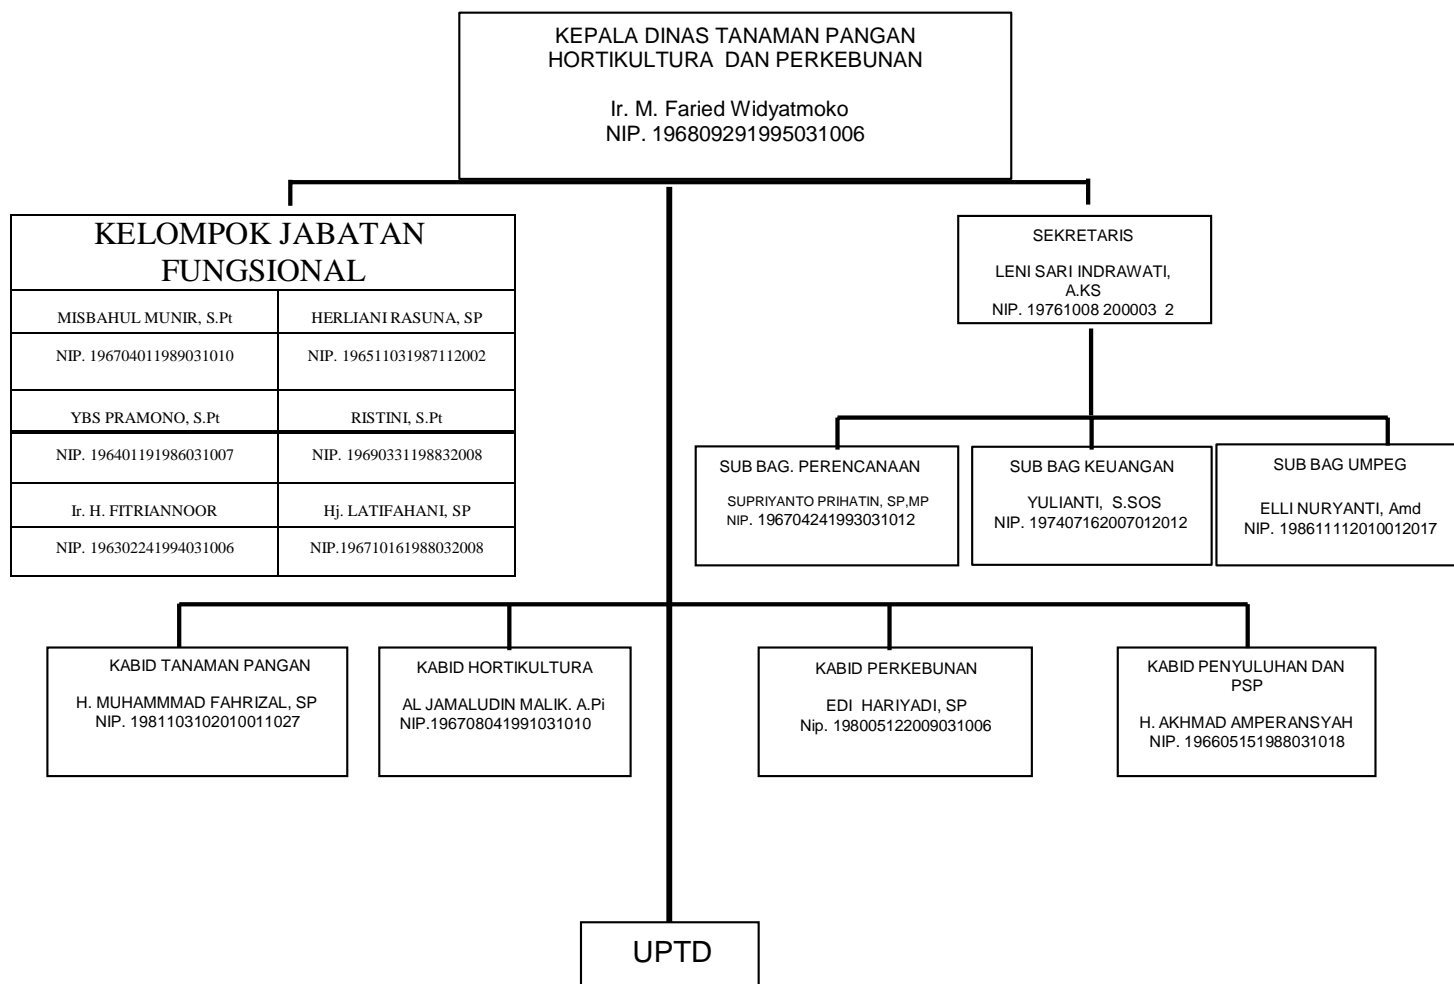 KEPALA DINAS TANAMAN PANGAN
HORTIKULTURA DAN PERKEBUNAN
Ir. M. Faried Widyatmoko
NIP. 196809291995031006
KELOMPOK JABATAN
FUNGSIONAL
MISBAHUL MUNIR, S.Pt
HERLIANI RASUNA, SP
NIP. 196704011989031010
NIP. 196511031987112002
YBS PRAMONO, S.Pt
RISTINI, S.Pt
NIP. 196401191986031007
NIP. 19690331198832008
Ir. H. FITRIANNOOR
Hj. LATIFAHANI, SP
NIP. 196302241994031006
NIP.196710161988032008
SEKRETARIS
LENI SARI INDRAWATI,
A.KS
NIP. 19761008 200003 2
SUB BAG. PERENCANAAN
SUPRIYANTO PRIHATIN, SP,MP
NIP. 196704241993031012
SUB BAG KEUANGAN
YULIANTI, S.SOS
NIP. 197407162007012012
SUB BAG UMPEG
ELLI NURYANTI, Amd
NIP. 198611112010012017
KABID TANAMAN PANGAN
H. MUHAMMMAD FAHRIZAL, SP
NIP. 1981103102010011027
KABID HORTIKULTURA
AL JAMALUDIN MALIK. A.Pi
NIP.196708041991031010
KABID PERKEBUNAN
EDI HARIYADI, SP
Nip. 198005122009031006
KABID PENYULUHAN DAN
PSP
H. AKHMAD AMPERANSYAH
NIP. 196605151988031018
UPTD